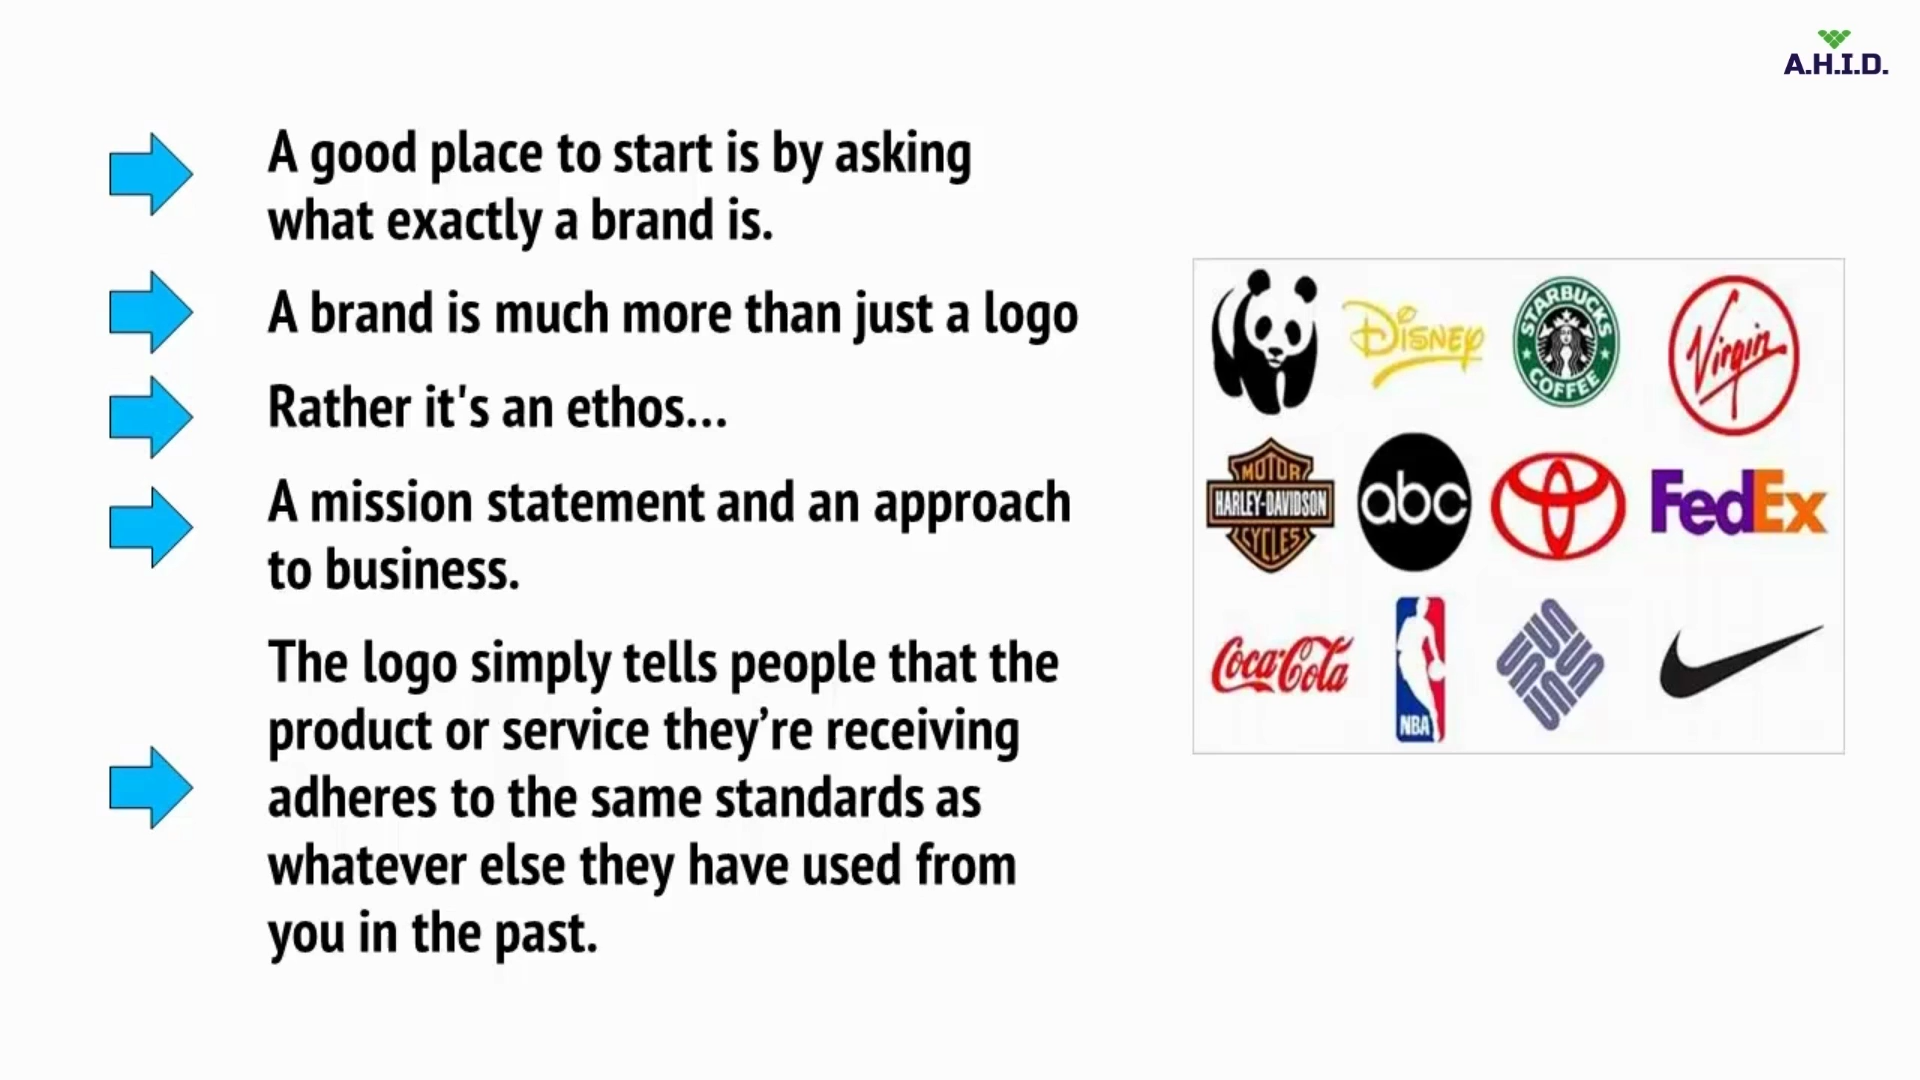 A.H.I.D.
A good place to start is by asking
what exactly a brand is.
A brand is much more than just a logo
Rather it's an ethos...
A mission statement and an approach
to business.
The logo simply tells people that the
product or service they’re receiving
adheres to the same standards as
whatever else they have used from
you in the past.
Disney
STARBUCKS
COFFEE
Virgin
MOTOR
HARLEY-DAVIDSON
CYCLES
abc
FedEx
Coca-Cola
NBA
SUN